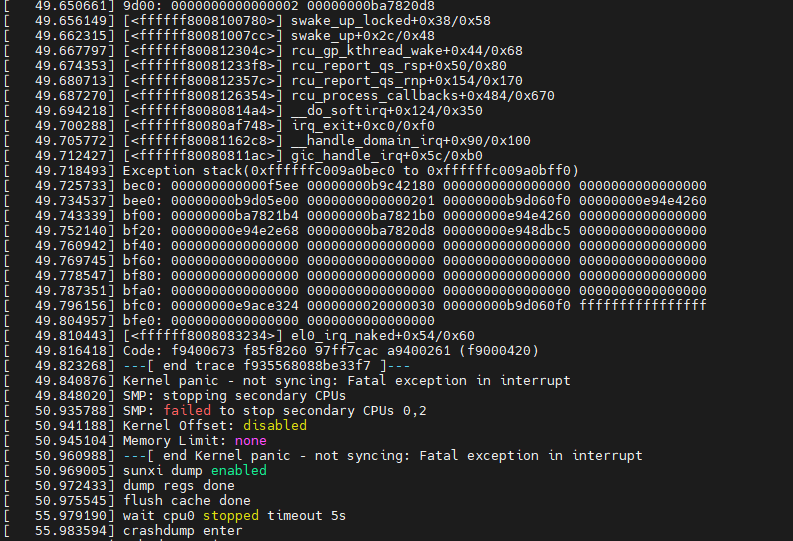 [   49.650661] 9d00: 0000000000000002 00000000ba7820d8
[   49.656149] [<ffffff8008100780>] swake_up_locked+0x38/0x58
[   49.662315] [<ffffff80081007cc>] swake_up+0x2c/0x48
[   49.667797] [<ffffff800812304c>] rcu_gp_kthread_wake+0x44/0x68
[   49.674353] [<ffffff80081233f8>] rcu_report_qs_rsp+0x50/0x80
[   49.680713] [<ffffff800812357c>] rcu_report_qs_rnp+0x154/0x170
[   49.687270] [<ffffff8008126354>] rcu_process_callbacks+0x484/0x670
[   49.694218] [<ffffff80080814a4>] __do_softirq+0x124/0x350
[   49.700288] [<ffffff80080af748>] irq_exit+0xc0/0xf0
[   49.705772] [<ffffff80081162c8>] __handle_domain_irq+0x90/0x100
[   49.712427] [<ffffff80080811ac>] gic_handle_irq+0x5c/0xb0
[   49.718493] Exception stack(0xffffffc009a0bec0 to 0xffffffc009a0bff0)
[   49.725733] bec0: 000000000000f5ee 00000000b9c42180 0000000000000000 0000000000000000
[   49.734537] bee0: 00000000b9d05e00 0000000000000201 00000000b9d060f0 00000000e94e4260
[   49.743339] bf00: 00000000ba7821b4 00000000ba7821b0 00000000e94e4260 0000000000000000
[   49.752140] bf20: 00000000e94e2e68 00000000ba7820d8 00000000e948dbc5 0000000000000000
[   49.760942] bf40: 0000000000000000 0000000000000000 0000000000000000 0000000000000000
[   49.769745] bf60: 0000000000000000 0000000000000000 0000000000000000 0000000000000000
[   49.778547] bf80: 0000000000000000 0000000000000000 0000000000000000 0000000000000000
[   49.787351] bfa0: 0000000000000000 0000000000000000 0000000000000000 0000000000000000
[   49.796156] bfc0: 00000000e9ace324 0000000020000030 00000000b9d060f0 ffffffffffffffff
[   49.804957] bfe0: 0000000000000000 0000000000000000
[   49.810443] [<ffffff8008083234>] el0_irq_naked+0x54/0x60
[   49.816418] Code: f9400673 f85f8260 97ff7cac a9400261 (f9000420)
[   49.823268] ---[ end trace f935568088be33f7 ]---
[   49.840876] Kernel panic - not syncing: Fatal exception in interrupt
[   49.848020] SMP: stopping secondary CPUs
[   50.935788] SMP: failed to stop secondary CPUs 0,2
[   50.941188] Kernel Offset: disabled
[   50.945104] Memory Limit: none
[   50.960988] ---[ end Kernel panic - not syncing: Fatal exception in interrupt
[   50.969005] sunxi dump enabled
[   50.972433] dump regs done
[   50.975545] flush cache done
[   55.979190] wait cpu0 stopped timeout 5s
[   55.983594] crashdump enter